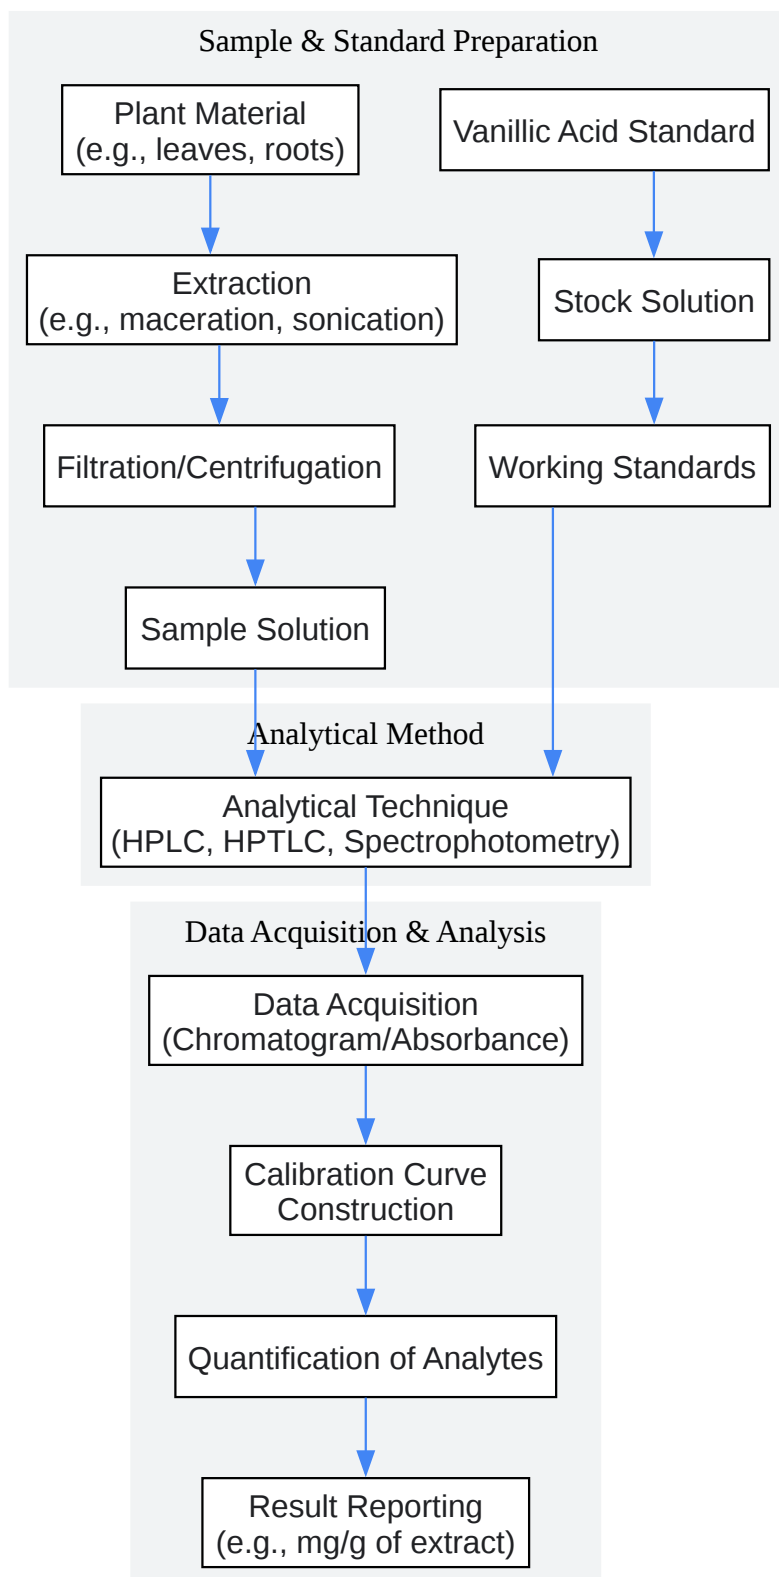 Sample & Standard Preparation
Plant Material
(e.g., leaves, roots)
Vanillic Acid Standard
Extraction
(e.g., maceration, sonication)
Stock Solution
Filtration/Centrifugation
Working Standards
Sample Solution
Analytical Method
Analytical Technique
(HPLC, HPTLC, Spectrophotometry)
Data Acquisition & Analysis
Data Acquisition
(Chromatogram/Absorbance)
Calibration Curve
Construction
Quantification of Analytes
Result Reporting
(e.g., mg/g of extract)